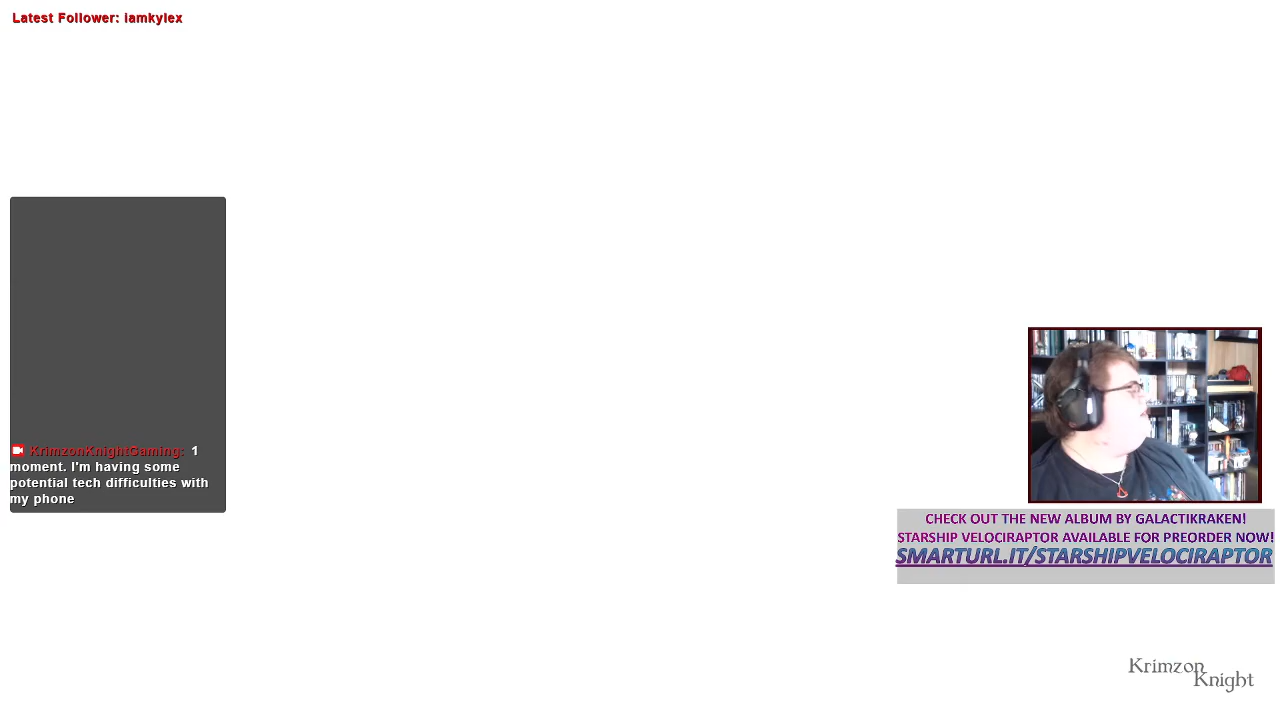 Latest Follower: iamkylex
KrimzonKnightGaming: 1
moment. I'm having some
potential tech difficulties with
my phone
CHECK OUT THE NEW ALBUM BY GALACTIKRAKEN!
STARSHIP VELOCIRAPTOR AVAILABLE FOR PREORDER NOW!
SMARTURL.IT/STARSHIPVELOCIRAPTOR
Krimzon
Knight